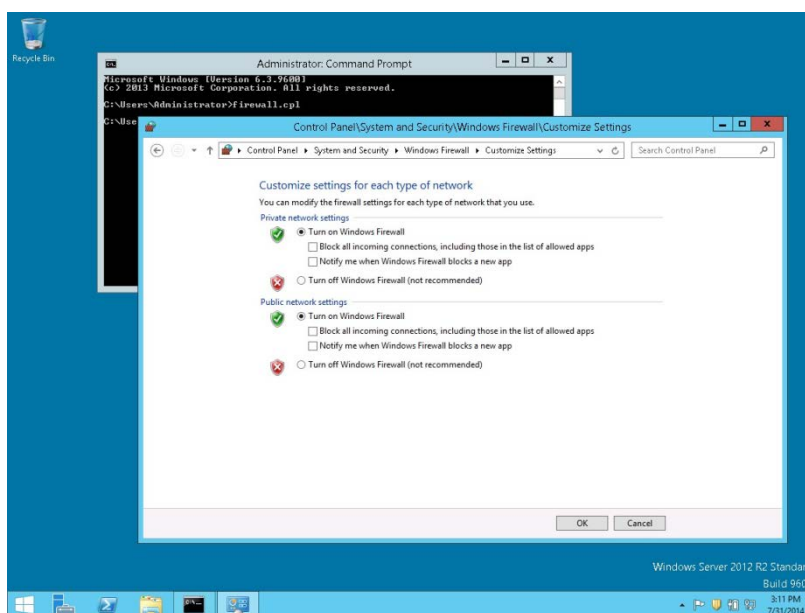 Recycle Bin
Administrator: Command Prompt
Microsoft Windows [Version 6.3.9600]
(c) 2013 Microsoft Corporation. All rights reserved.
C:\Users\Administrator>firewall.cpl
C:\Use
Control Panel\System and Security\Windows Firewall\Customize Settings
Control Panel System and Security Windows Firewall Customize Settings Search Control Panel
Customize settings for each type of network
You can modify the firewall settings for each type of network that you use.
Private network settings
Turn on Windows Firewall
Block all incoming connections, including those in the list of allowed apps
Notify me when Windows Firewall blocks a new app
Turn off Windows Firewall (not recommended)
Public network settings
Turn on Windows Firewall
Block all incoming connections, including those in the list of allowed apps
Notify me when Windows Firewall blocks a new app
Turn off Windows Firewall (not recommended)
OK Cancel
Windows Server 2012 R2 Standar
Build 960
3:11 PM